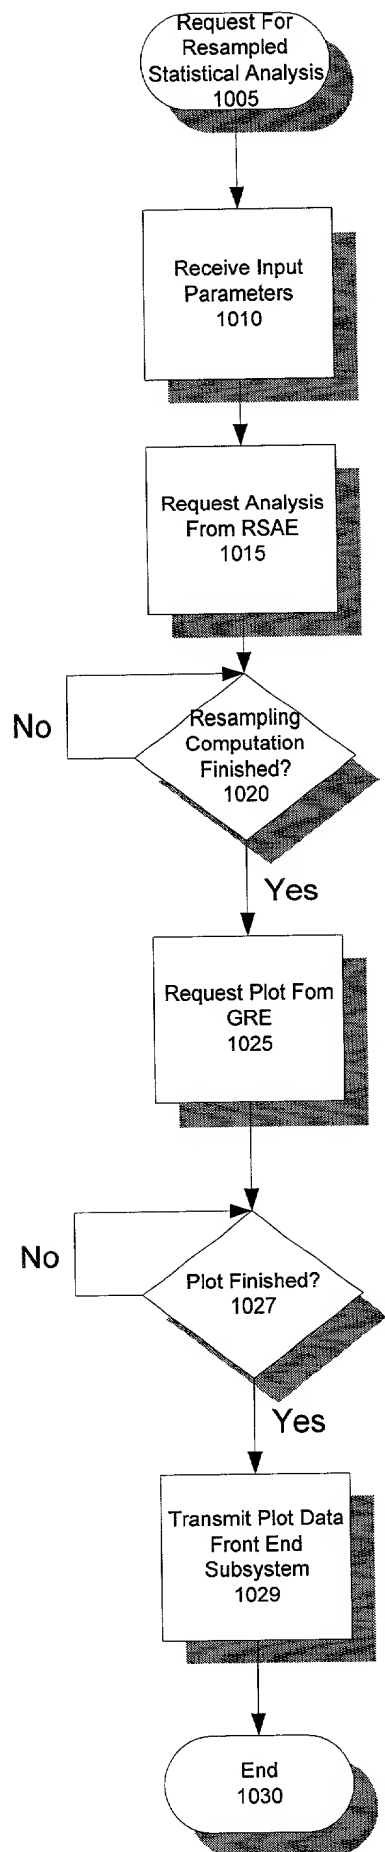 Request For
Resampled
Statistical Analysis
1005
Receive Input
Parameters
1010
Request Analysis
From RSAE
1015
No
Resampling
Computation
Finished?
1020
Yes
Request Plot Fom
GRE
1025
No
Plot Finished?
1027
Yes
Transmit Plot Data
Front End
Subsystem
1029
End
1030